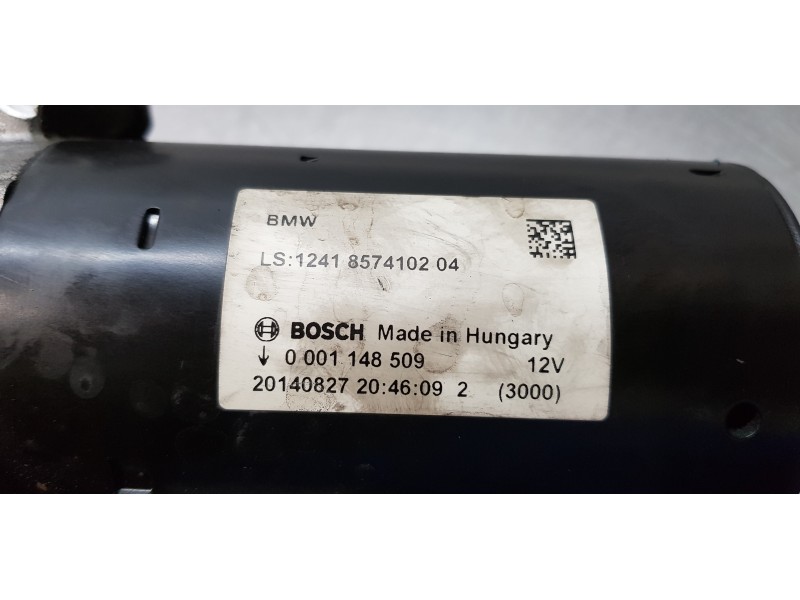 BMW
LS:1241 8574102 04
BOSCH Made in Hungary
↓ 0 001 148 509 12V
20140827 20:46:09 2 (3000)